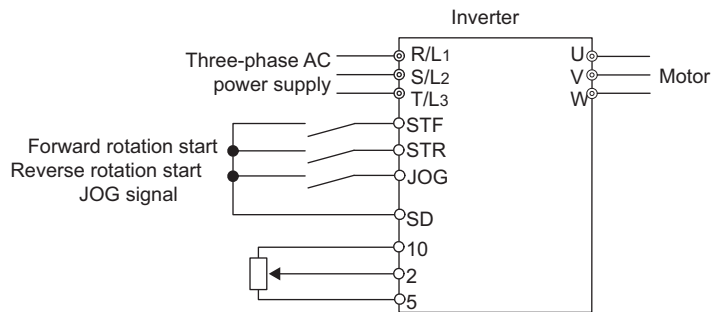 Inverter
Three-phase AC
power supply
R/L1
S/L2
T/L3
U
V
W
Motor
Forward rotation start
Reverse rotation start
JOG signal
STF
STR
JOG
SD
10
2
5